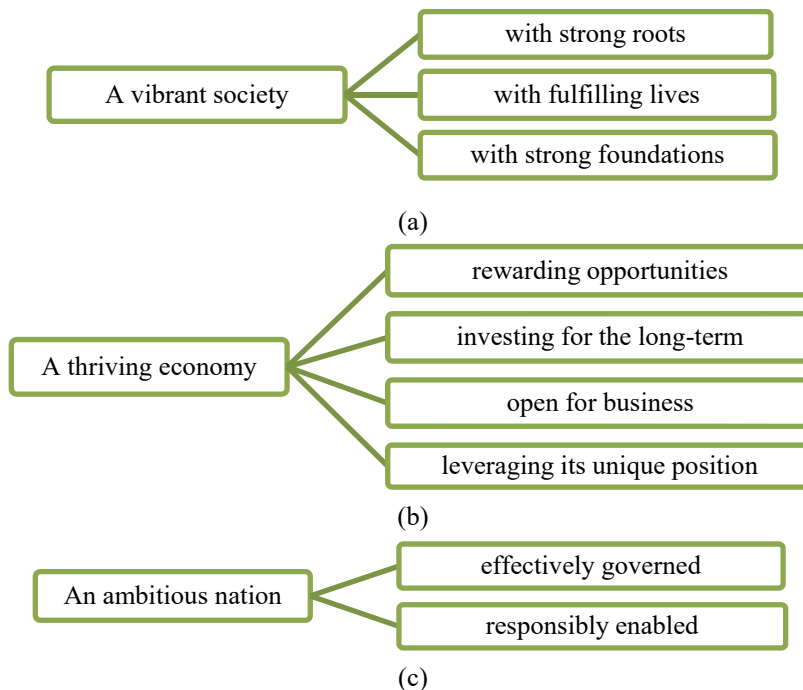 A vibrant society
with strong roots
with fulfilling lives
with strong foundations
(a)
A thriving economy
rewarding opportunities
investing for the long-term
open for business
leveraging its unique position
(b)
An ambitious nation
effectively governed
responsibly enabled
(c)